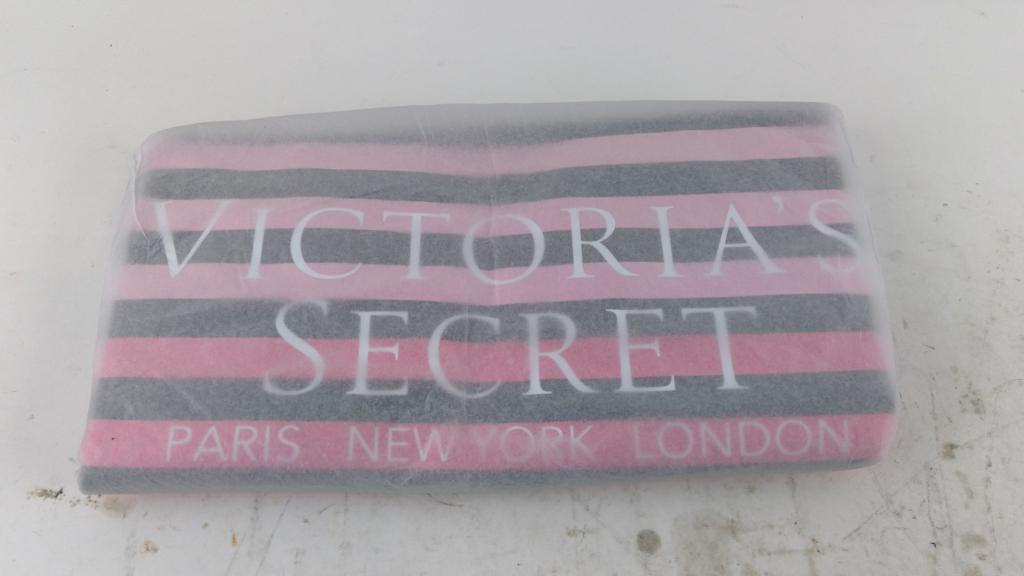 VICTORIA'S
SECRET
PARIS NEW YORK LONDON